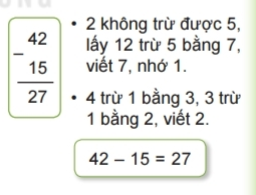 42
−
15
27
• 2 không trừ được 5,
lấy 12 trừ 5 bằng 7,
viết 7, nhớ 1.
• 4 trừ 1 bằng 3, 3 trừ
1 bằng 2, viết 2.
42 − 15 = 27